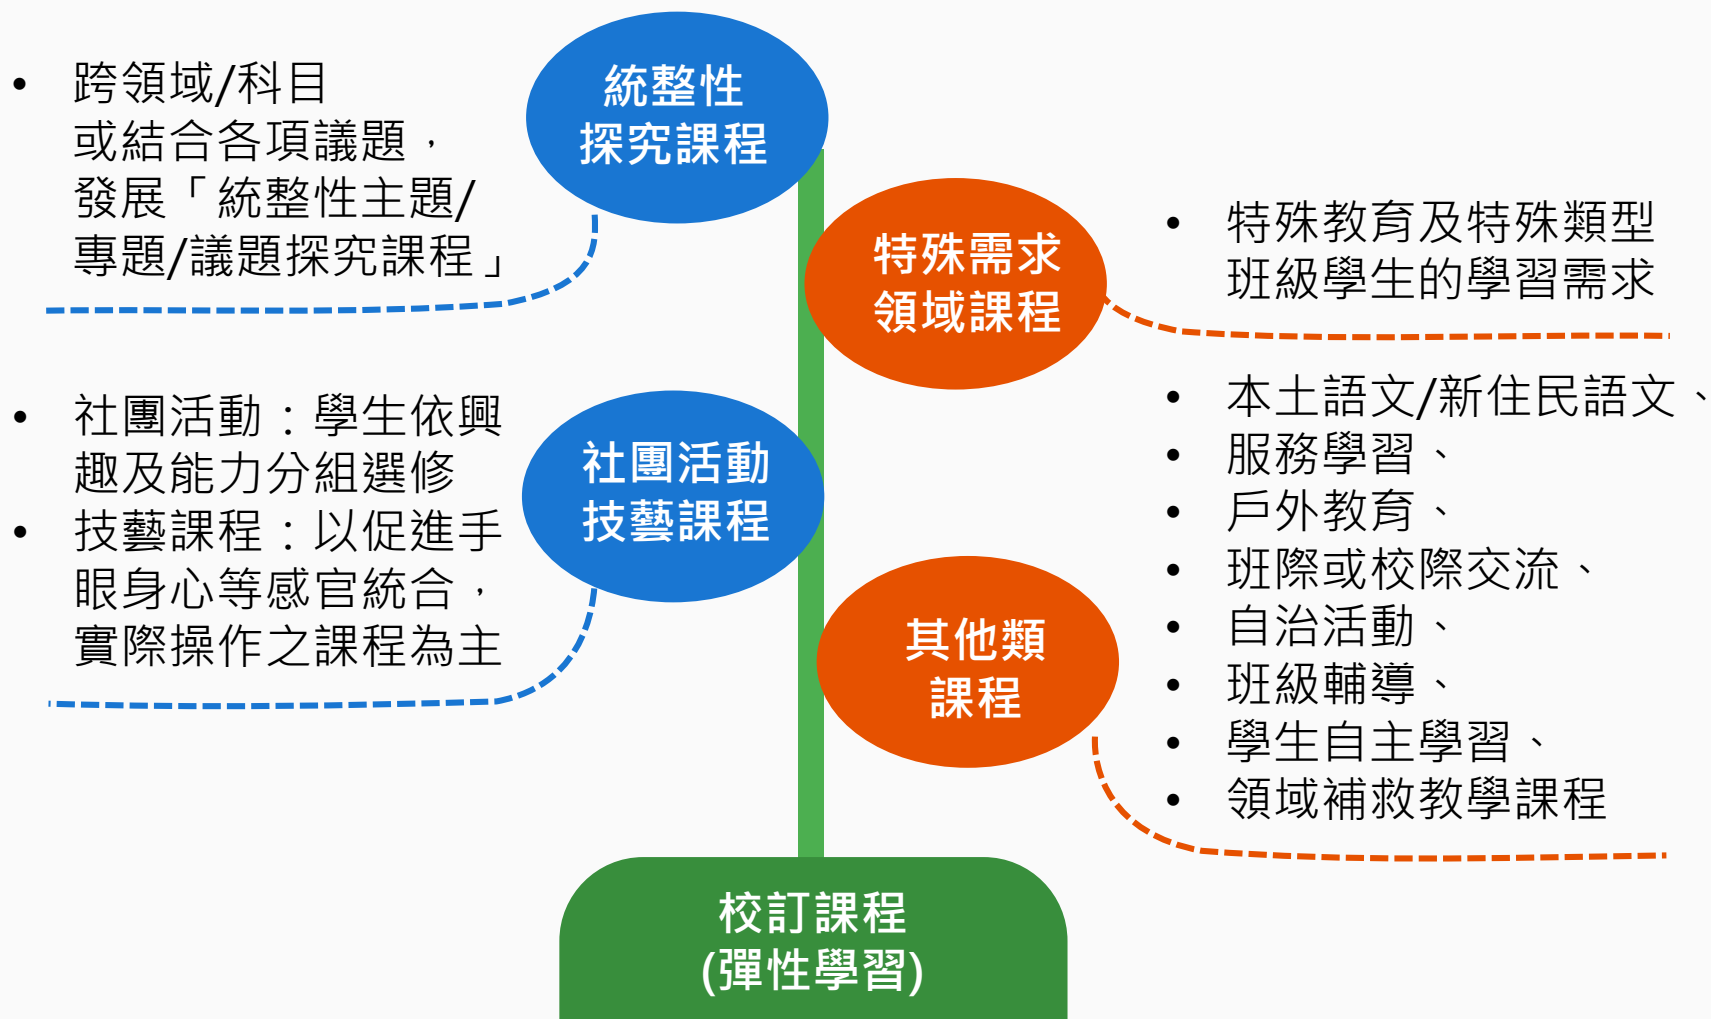 統整性
探究課程
• 跨領域/科目
或結合各項議題，
發展「統整性主題/
專題/議題探究課程」
特殊需求
領域課程
• 特殊教育及特殊類型
班級學生的學習需求
社團活動
技藝課程
• 社團活動：學生依興
趣及能力分組選修
• 技藝課程：以促進手
眼身心等感官統合，
實際操作之課程為主
其他類
課程
• 本土語文/新住民語文、
• 服務學習、
• 戶外教育、
• 班際或校際交流、
• 自治活動、
• 班級輔導、
• 學生自主學習、
• 領域補救教學課程
校訂課程
(彈性學習)